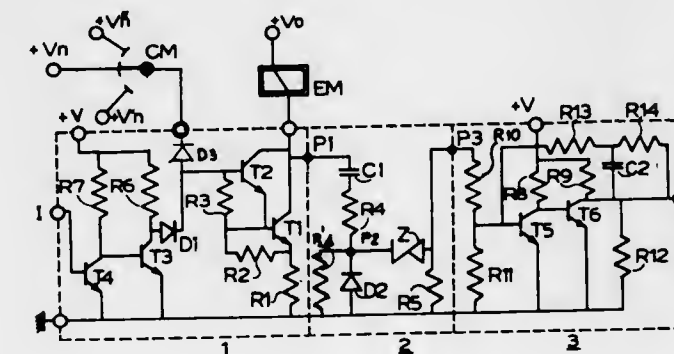 +Vn̄
+Vn CM
+V'n
+Vo
EM
+V
D3
P1
P3
R10
+V
R13 R14
R7 R6
T2
C1
R3
R9 C2
R8
I
D1
T1
R4
T5 T6
T4 T3
R2
P2
Z
R1
D2
R5
R11
R12
1 2 3